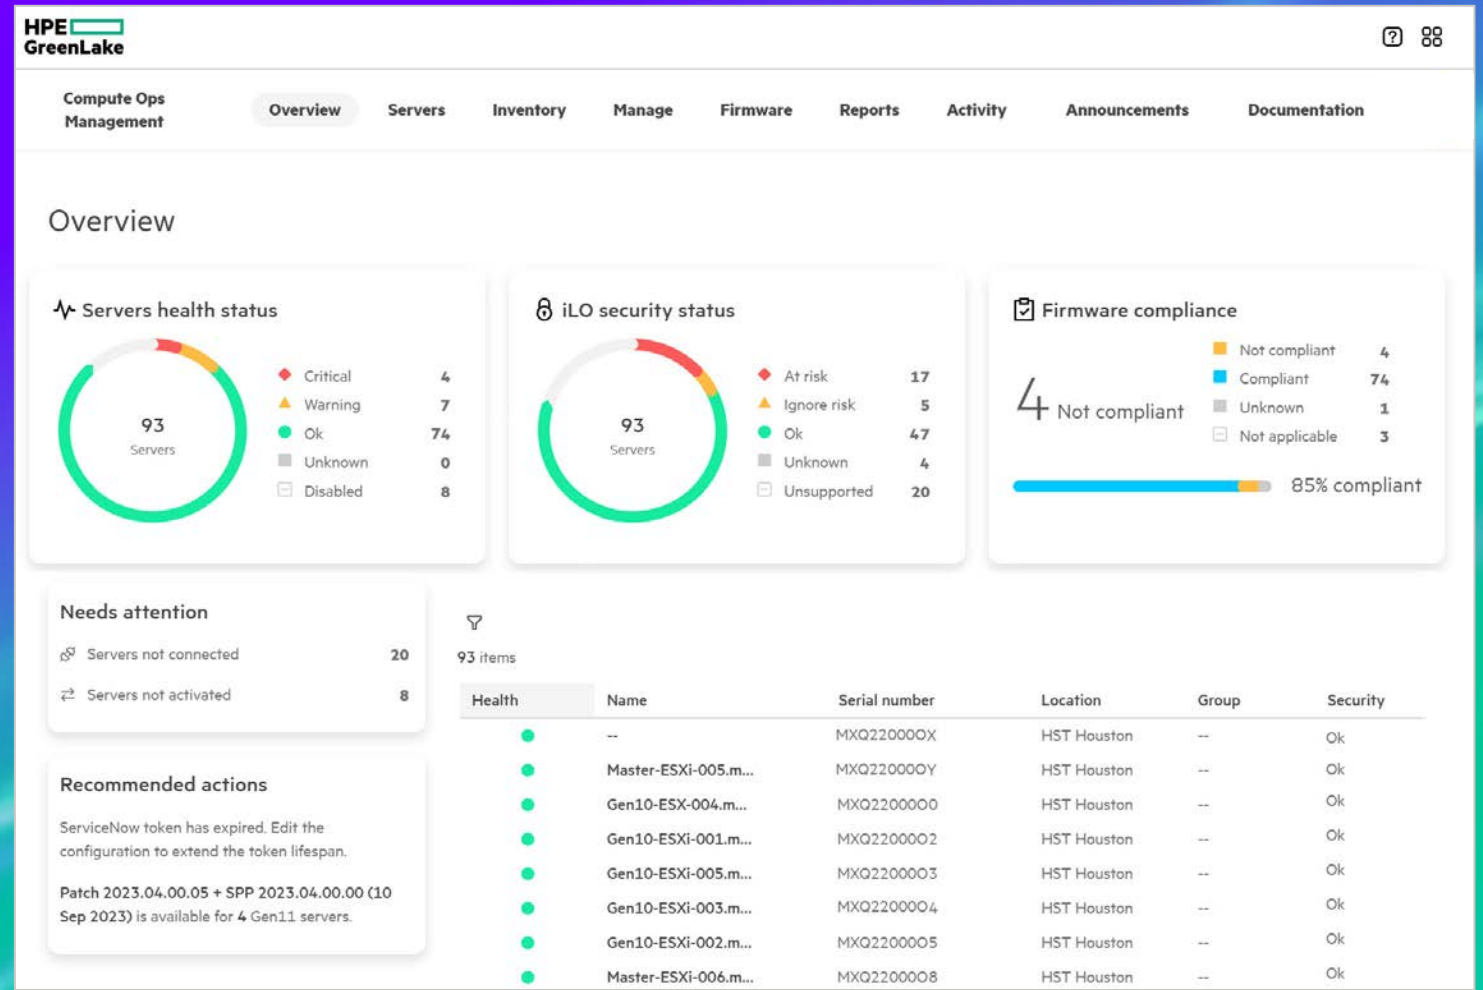 HPE
GreenLake
Compute Ops
Management
Overview
Servers
Inventory
Manage
Firmware
Reports
Activity
Announcements
Documentation
Overview
Servers health status
93
Servers
Critical 4
Warning 7
Ok 74
Unknown 0
Disabled 8
iLO security status
93
Servers
At risk 17
Ignore risk 5
Ok 47
Unknown 4
Unsupported 20
Firmware compliance
4 Not compliant
Not compliant 4
Compliant 74
Unknown 1
Not applicable 3
85% compliant
Needs attention
Servers not connected 20
Servers not activated 8
Recommended actions
ServiceNow token has expired. Edit the
configuration to extend the token lifespan.
Patch 2023.04.00.05 + SPP 2023.04.00.00 (10
Sep 2023) is available for 4 Gen11 servers.
93 items
Health Name Serial number Location Group Security
-- MXQ220000X HST Houston -- Ok
Master-ESXi-005.m... MXQ220000Y HST Houston -- Ok
Gen10-ESX-004.m... MXQ2200000 HST Houston -- Ok
Gen10-ESXi-001.m... MXQ2200002 HST Houston -- Ok
Gen10-ESXi-005.m... MXQ2200003 HST Houston -- Ok
Gen10-ESXi-003.m... MXQ2200004 HST Houston -- Ok
Gen10-ESXi-002.m... MXQ2200005 HST Houston -- Ok
Master-ESXi-006.m... MXQ2200008 HST Houston -- Ok